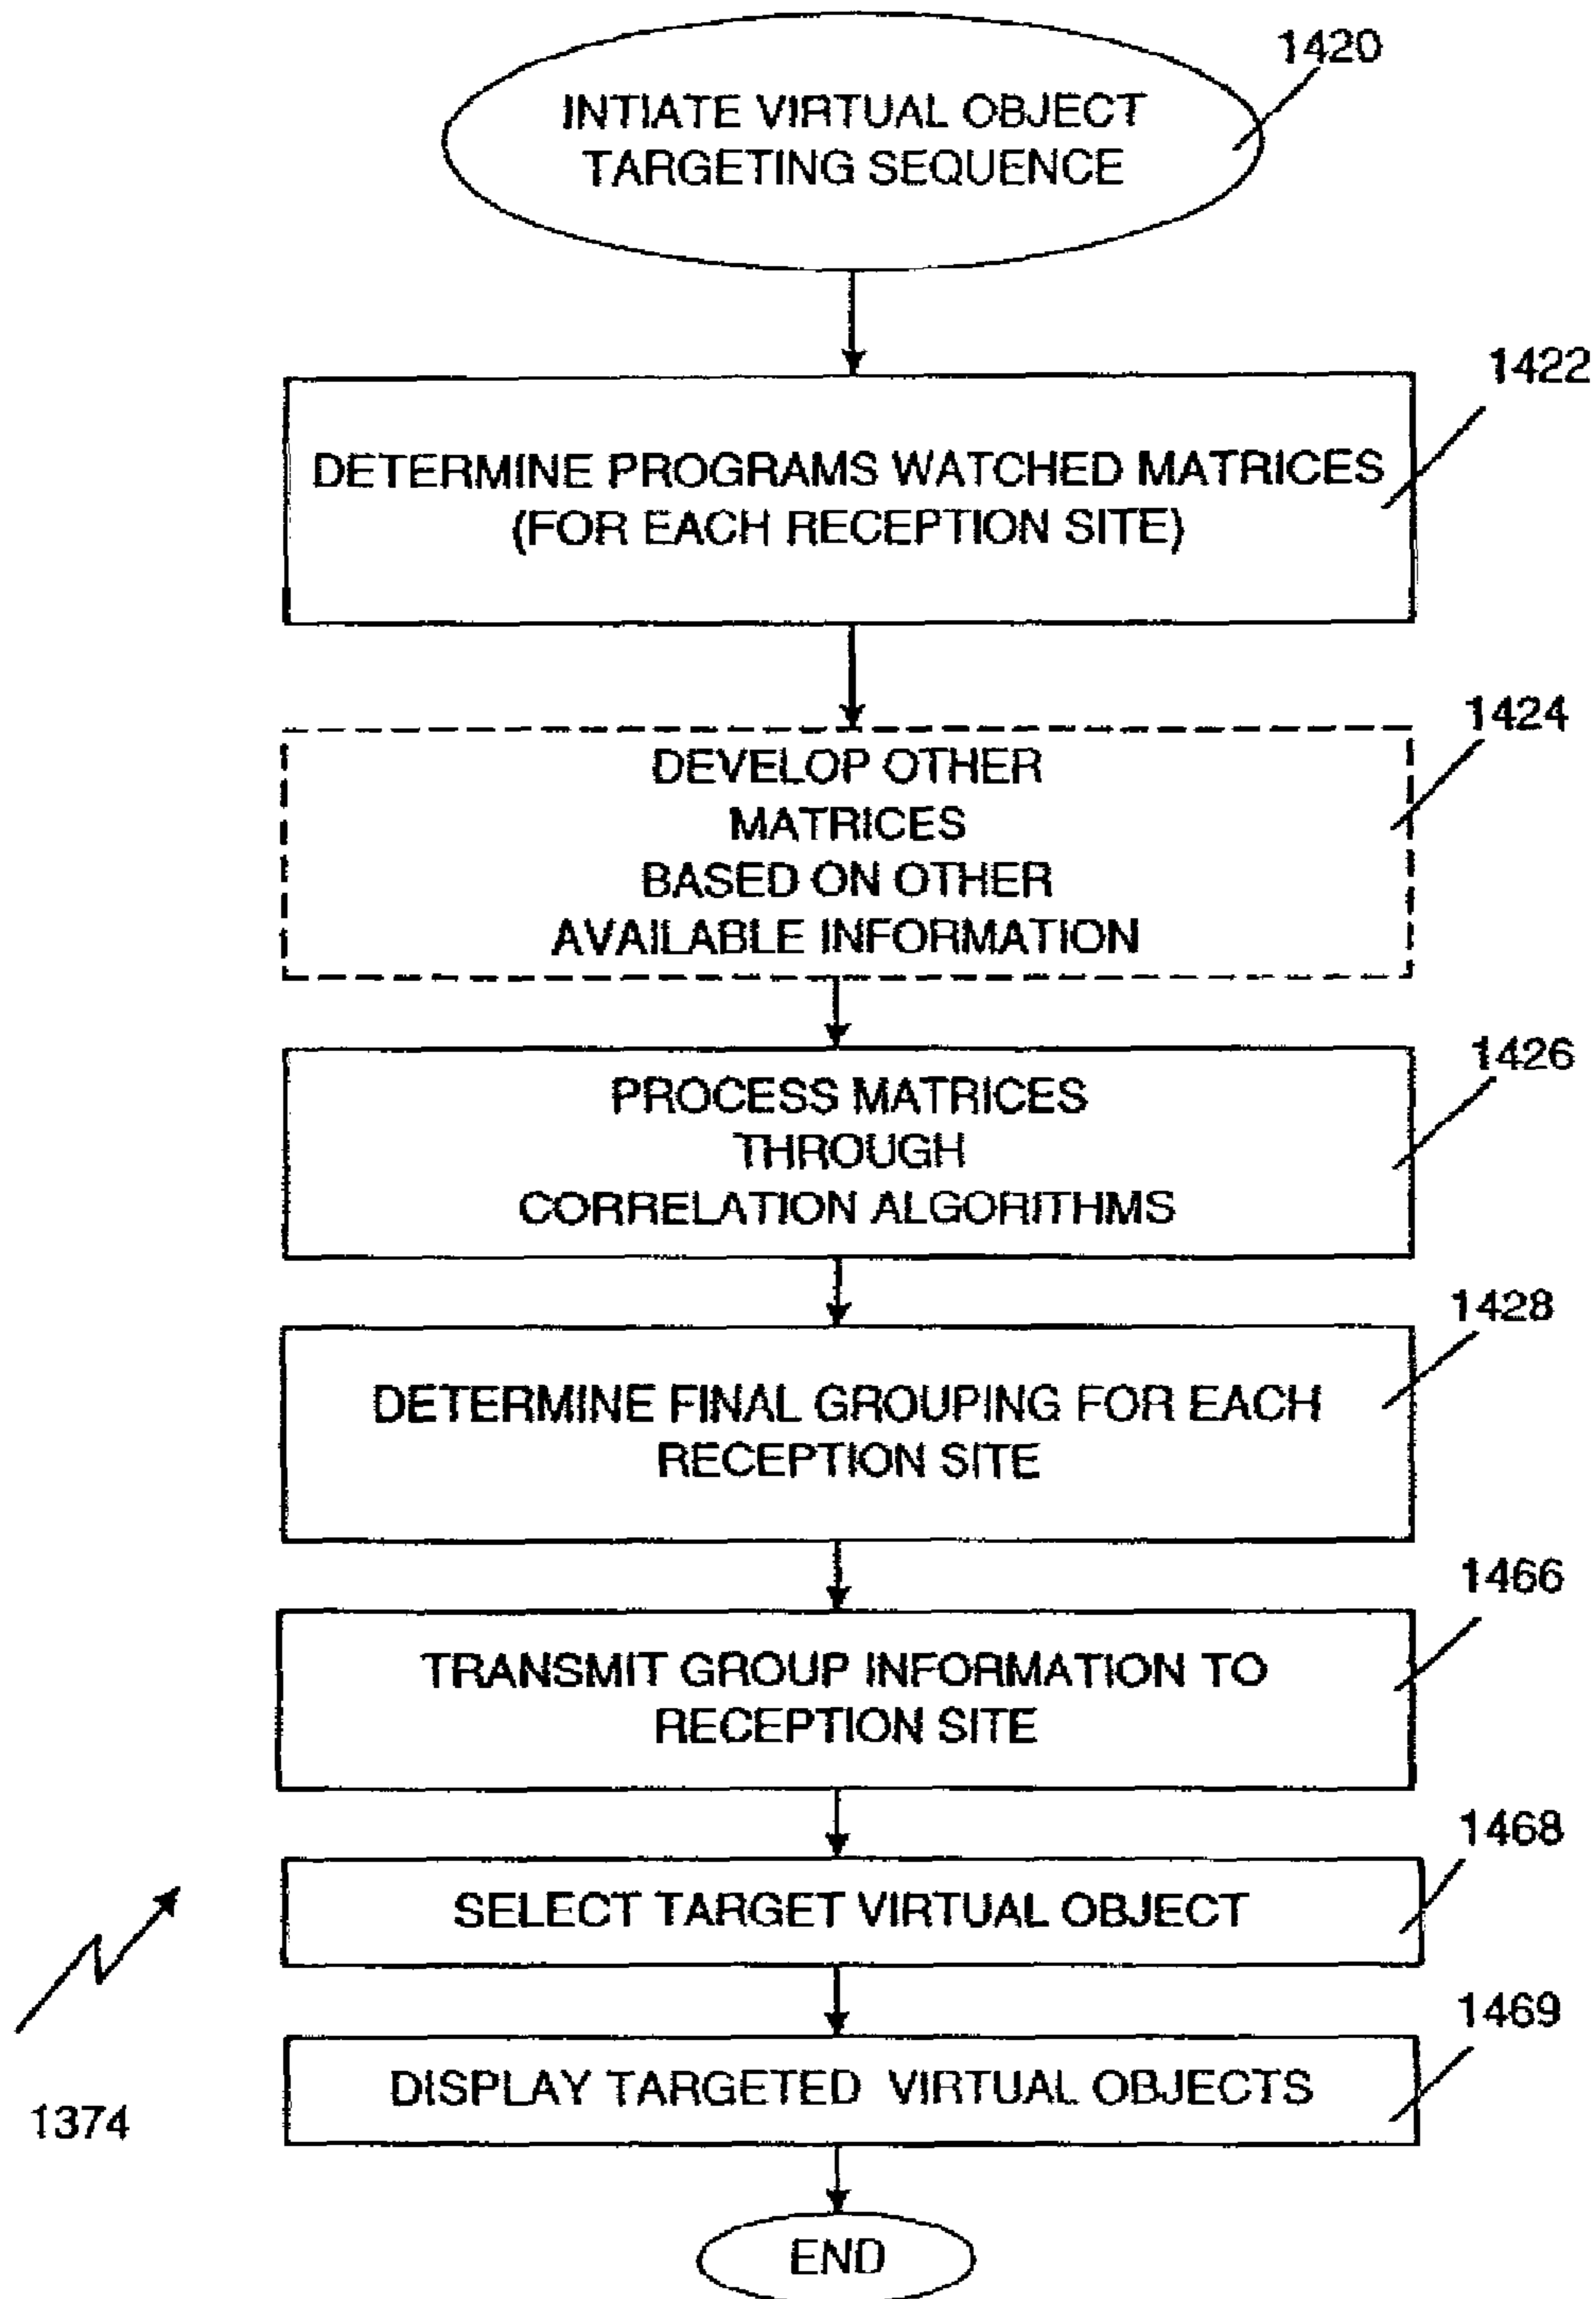 1420
INTIATE VIRTUAL OBJECT
TARGETING SEQUENCE
1422
DETERMINE PROGRAMS WATCHED MATRICES
(FOR EACH RECEPTION SITE)
1424
DEVELOP OTHER
MATRICES
BASED ON OTHER
AVAILABLE INFORMATION
1426
PROCESS MATRICES
THROUGH
CORRELATION ALGORITHMS
1428
DETERMINE FINAL GROUPING FOR EACH
RECEPTION SITE
1466
TRANSMIT GROUP INFORMATION TO
RECEPTION SITE
1468
SELECT TARGET VIRTUAL OBJECT
1469
DISPLAY TARGETED VIRTUAL OBJECTS
1374
END